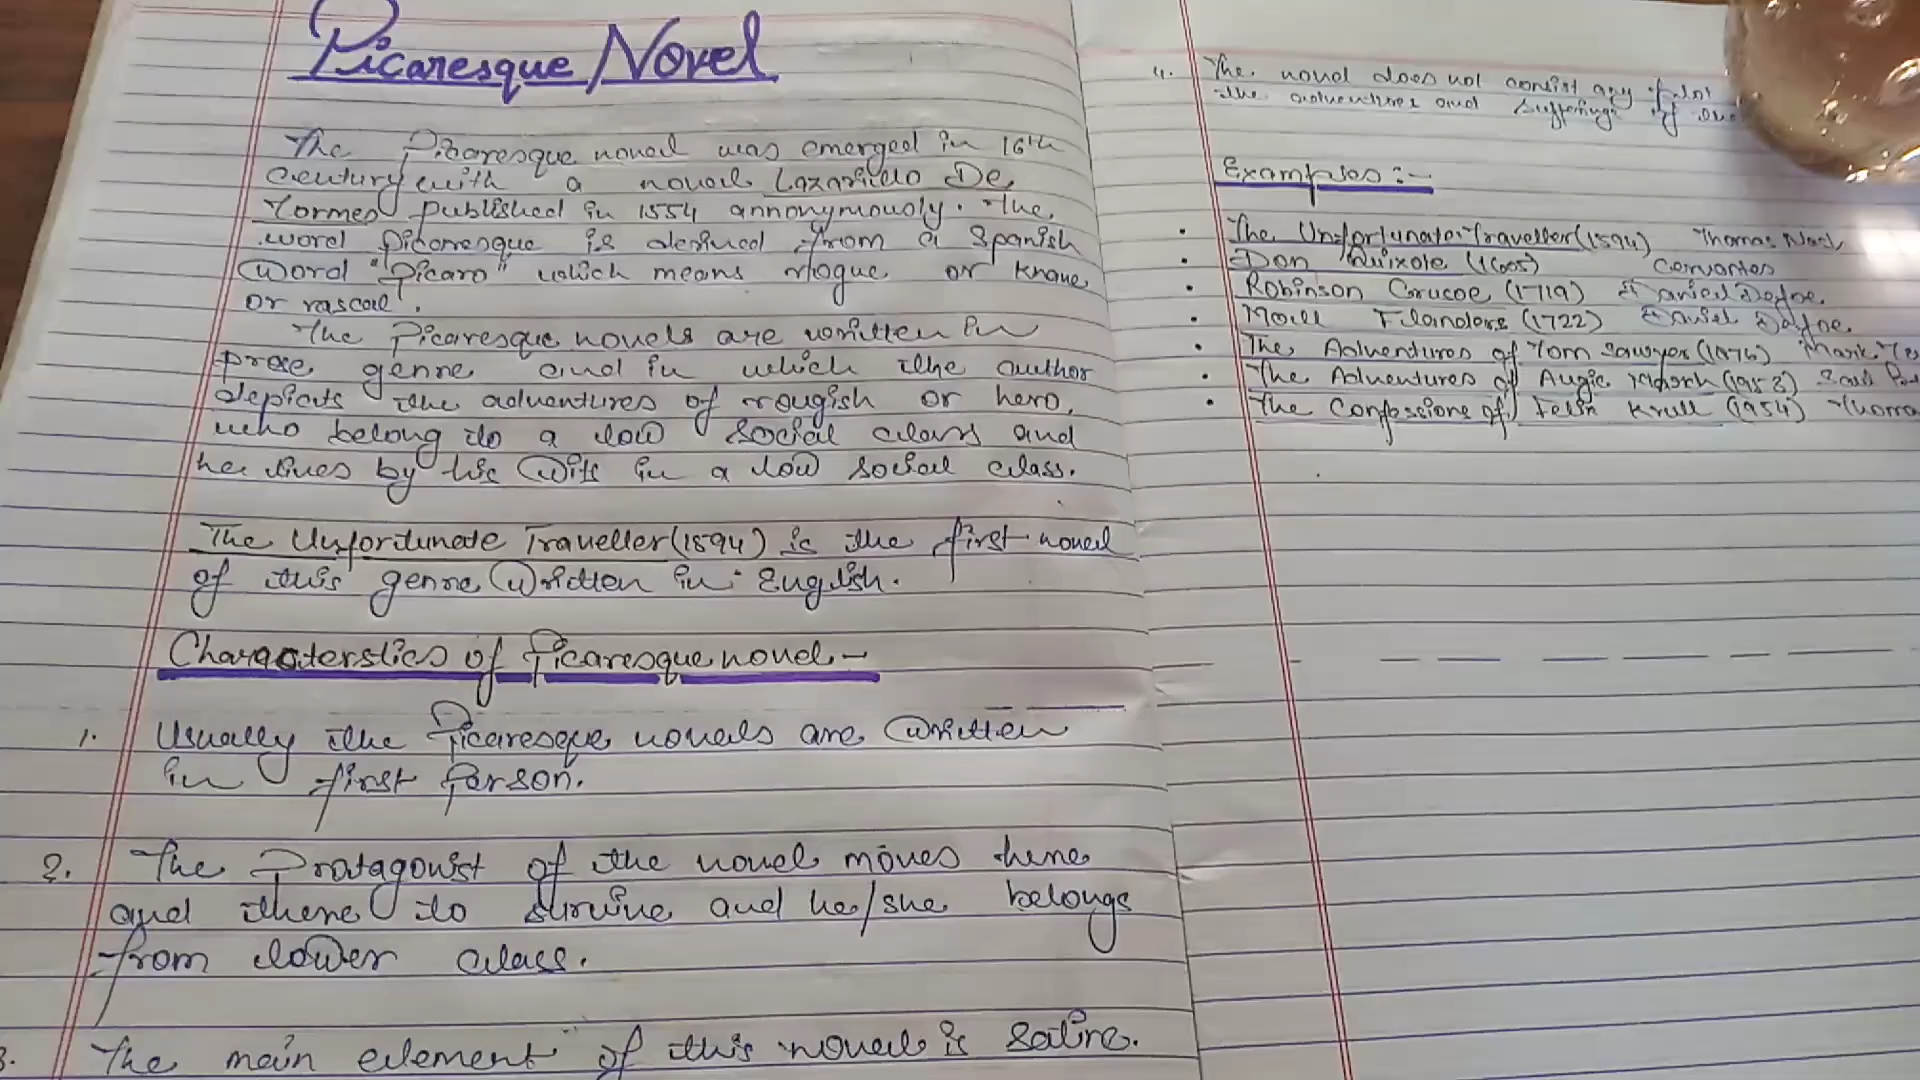 Picaresque Novel
The Picaresque novel was emerged in 16th
century with a novel Lazarillo De
Tormes published in 1554 annonymously. The
word picaresque is derived from a Spanish
word "Picaro" which means rogue or knave
or rascal.
The Picaresque novels are written in
prose genre and in which the author
depicts the adventures of rougish or hero,
who belong to a low social class and
he lives by his wits in a low social class.
The Unfortunate Traveller (1594) is the first novel
of this genre written in English.
Characterstics of Picaresque novel -
1. Usually the Picaresque novels are written
in first person.
2. The Protagonist of the novel moves here
and there to survive and he/she belongs
from lower class.
3. The main element of this novel is satire.
4. The novel does not consist any plot
the adventures and sufferings of
Examples :-
• The Unfortunate Traveller (1594) Thomas Nash
• Don Quixole (1605) Cervantes
• Robinson Crucoe (1719) Daniel Defoe
• Moll Flanders (1722) Daniel Defoe
• The Adventures of Tom Sawyer (1876) Mark
• The Adventures of Augie March (1953) Saul
• The Confessions of Felix Krull (1954) Thomas